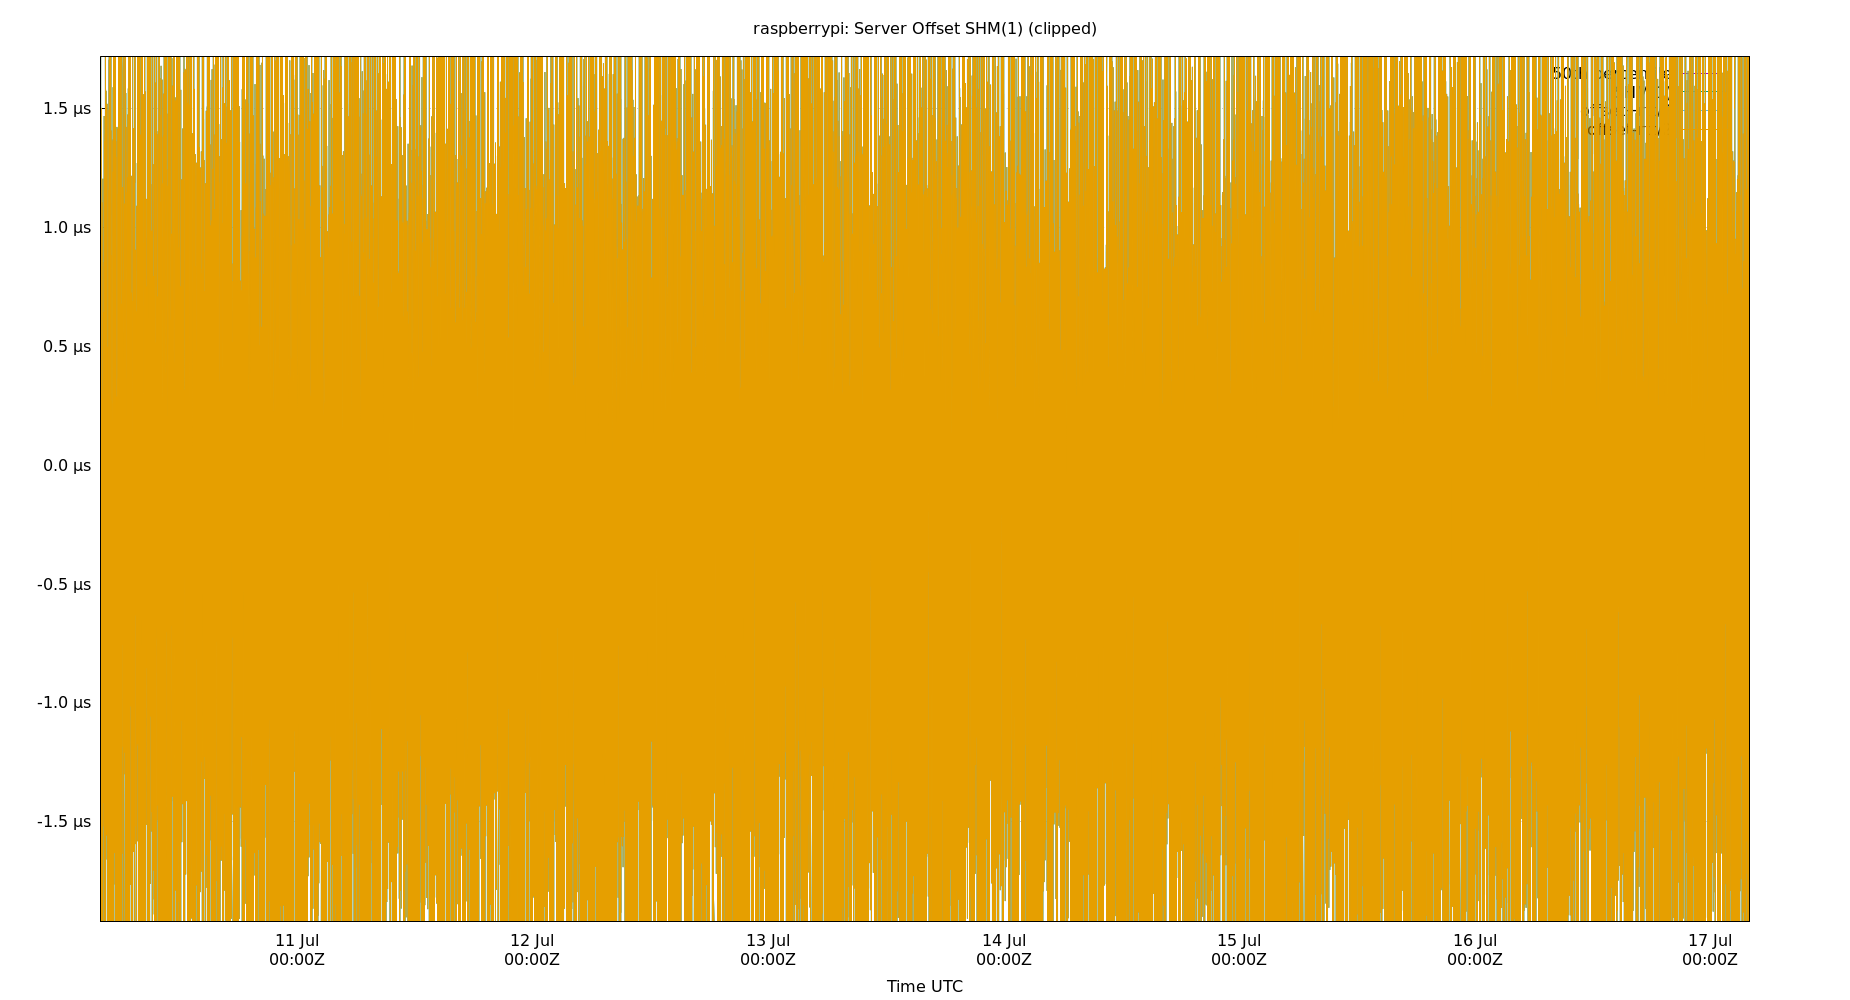 raspberrypi: Server Offset SHM(1) (clipped)
1.5 µs
1.0 µs
0.5 µs
0.0 µs
-0.5 µs
-1.0 µs
-1.5 µs
11 Jul 12 Jul 13 Jul 14 Jul 15 Jul 16 Jul 17 Jul
00:00Z 00:00Z 00:00Z 00:00Z 00:00Z 00:00Z 00:00Z
Time UTC